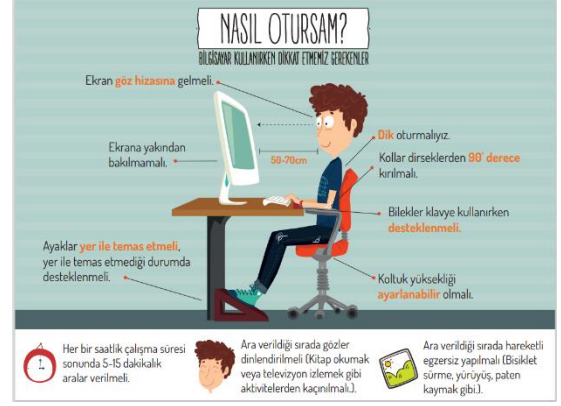 NASIL OTURSAM?
BİLGİSAYAR KULLANIRKEN DİKKAT ETMEMİZ GEREKENLER
Ekran göz hizasına gelmeli.
Ekrana yakından
bakılmamalı.
50-70cm
Dik oturmalıyız.
Kollar dirseklerden 90° derece
kırılmalı.
Bilekler klavye kullanırken
desteklenmeli.
Ayaklar yer ile temas etmeli,
yer ile temas etmediği durumda
desteklenmeli.
Koltuk yüksekliği
ayarlanabilir olmalı.
Her bir saatlik çalışma süresi
sonunda 5-15 dakikalık
aralar verilmeli.
Ara verildiği sırada gözler
dinlendirilmeli (Kitap okumak
veya televizyon izlemek gibi
aktivitelerden kaçınılmalı.).
Ara verildiği sırada hareketli
egzersiz yapılmalı (Bisiklet
sürme, yürüyüş, paten
kaymak gibi.).